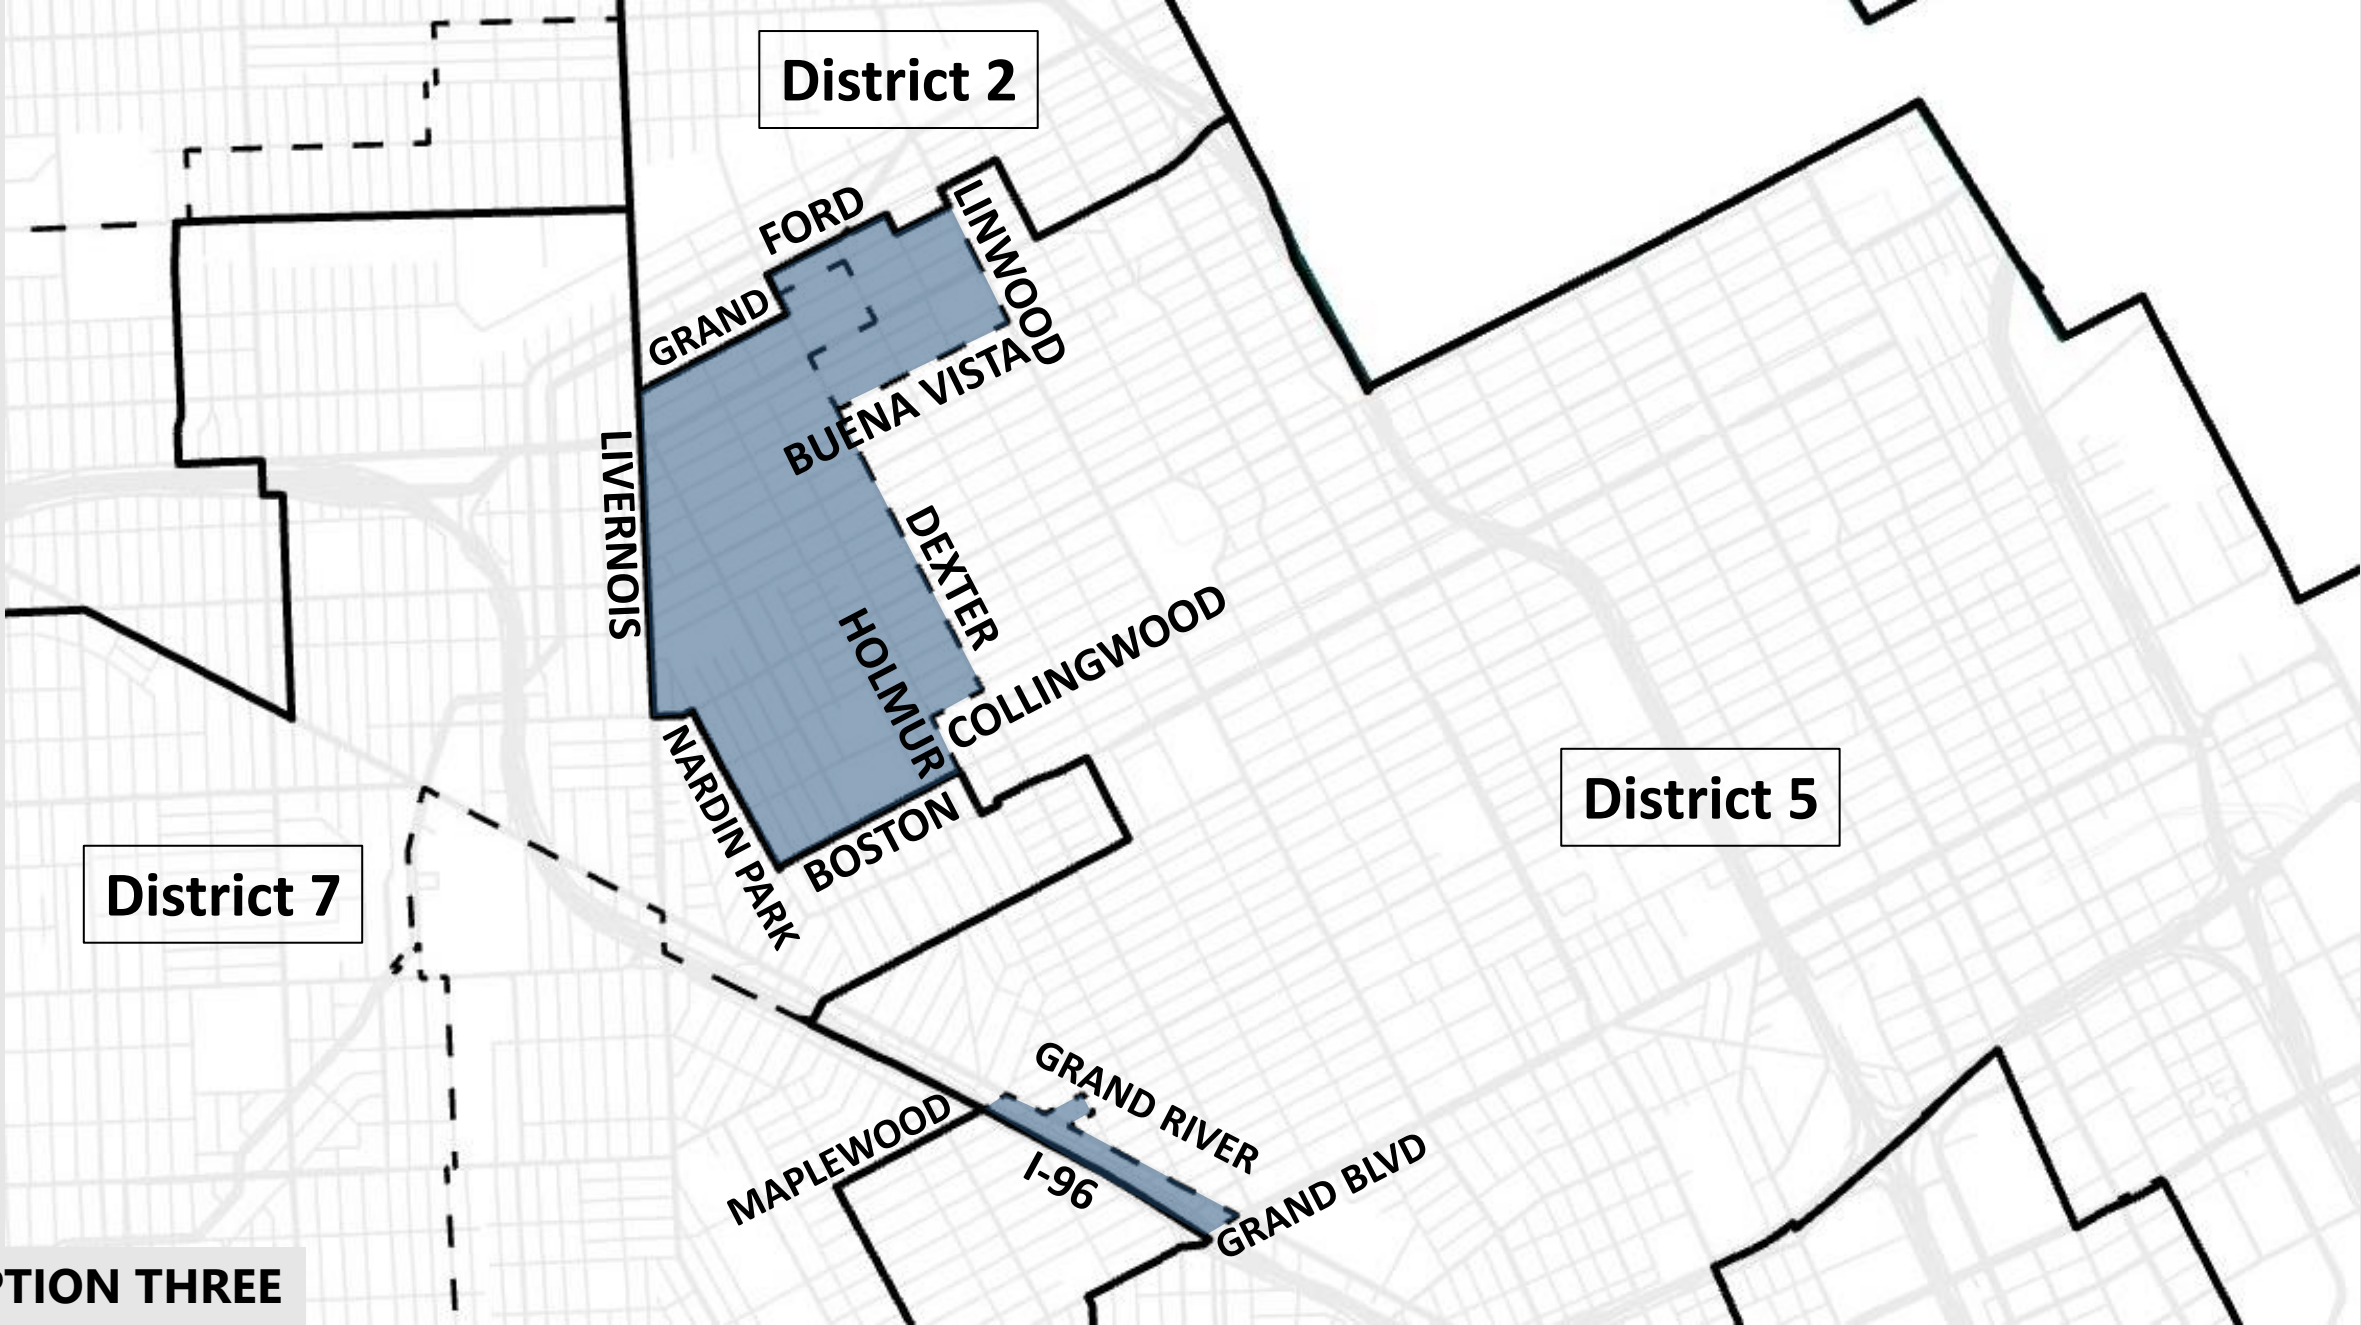 District 2
FORD
LINWOOD
GRAND
BUENA VISTA
LIVERNOIS
DEXTER
HOLMUR
COLLINGWOOD
NARDIN PARK
BOSTON
District 5
District 7
GRAND RIVER
MAPLEWOOD
I-96
GRAND BLVD
PTION THREE